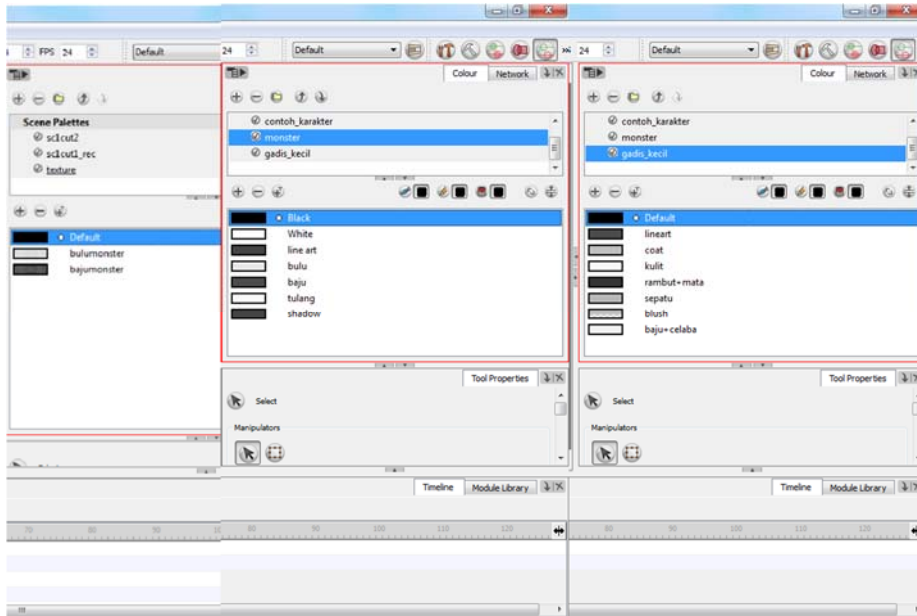 FPS 24 Default
Scene Palettes
sc1cut2
sc1cut1_rec
texture
Default
bulumonster
bajumonster
70 80 90
24 Default
Colour Network
contoh_karakter
monster
gadis_kecil
Black
White
line art
bulu
baju
tulang
shadow
Tool Properties
Select
Manipulators
Timeline Module Library
80 90 100 110 120
24 Default
Colour Network
contoh_karakter
monster
gadis_kecil
Default
lineart
coat
kulit
rambut+mata
sepatu
blush
baju+celaba
Tool Properties
Select
Manipulators
Timeline Module Library
80 90 100 110 120